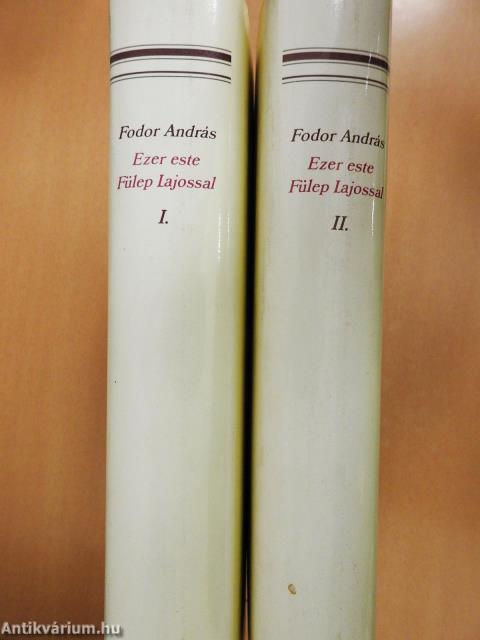 Fodor András
Ezer este
Fülep Lajossal
I.
Fodor András
Ezer este
Fülep Lajossal
II.
Antikvárium.hu